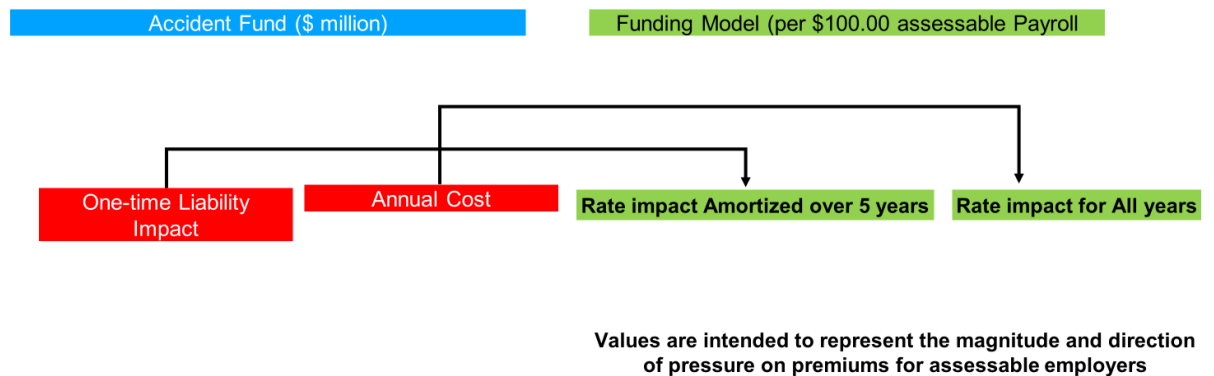 Accident Fund ($ million)
Funding Model (per $100.00 assessable Payroll
One-time Liability
Impact
Annual Cost
Rate impact Amortized over 5 years
Rate impact for All years
Values are intended to represent the magnitude and direction
of pressure on premiums for assessable employers